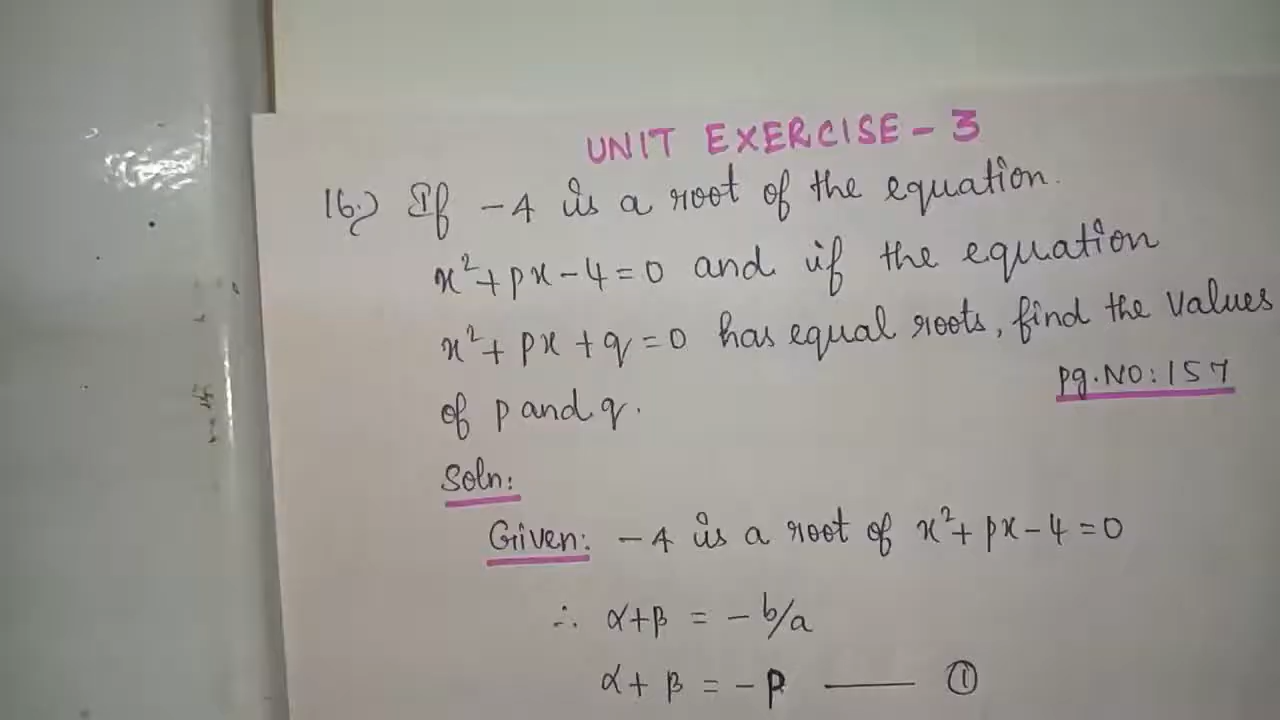 UNIT EXERCISE - 3
16.) If -4 is a root of the equation.
x²+px-4=0 and if the equation
x²+px+q=0 has equal roots, find the values
of p and q.
pg.NO:157
Soln:
Given: -4 is a root of x²+px-4=0
∴ α+β = -b/a
α+β = -p —— ①